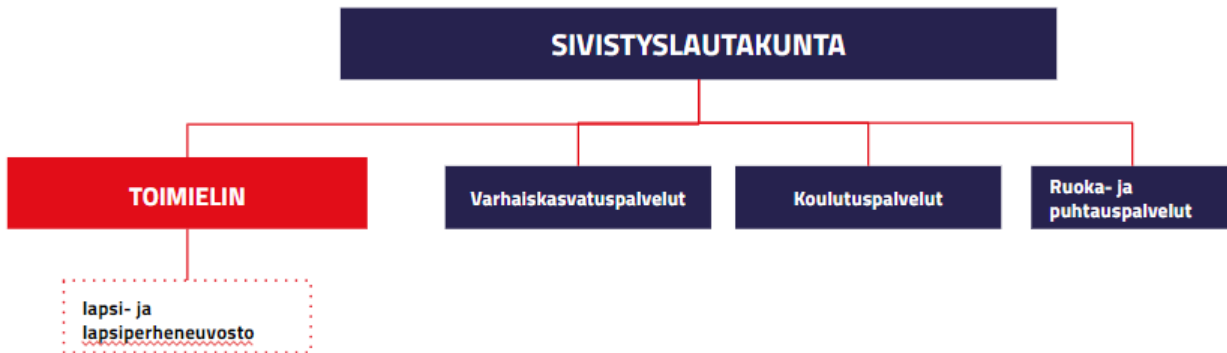 SIVISTYSLAUTAKUNTA
TOIMIELIN
Varhaiskasvatuspalvelut
Koulutuspalvelut
Ruoka- ja
puhtauspalvelut
lapsi- ja
lapsiperheneuvosto